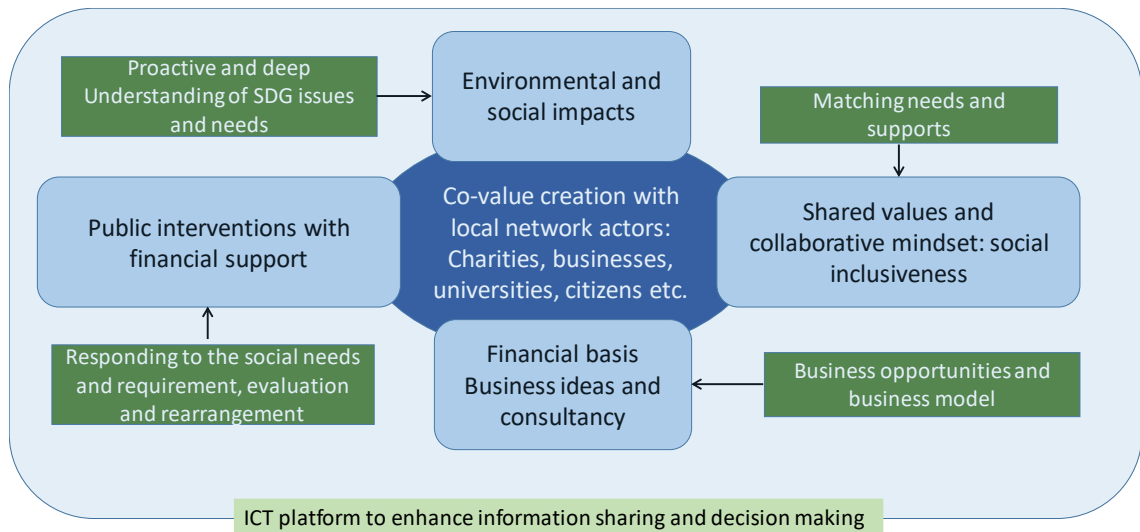 Proactive and deep
Understanding of SDG issues
and needs
Environmental and
social impacts
Matching needs and
supports
Public interventions with
financial support
Co-value creation with
local network actors:
Charities, businesses,
universities, citizens etc.
Shared values and
collaborative mindset: social
inclusiveness
Responding to the social needs
and requirement, evaluation
and rearrangement
Financial basis
Business ideas and
consultancy
Business opportunities and
business model
ICT platform to enhance information sharing and decision making